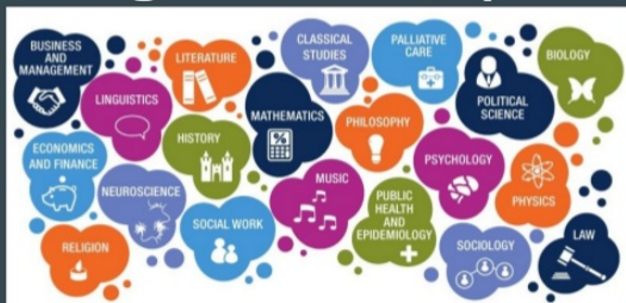 BUSINESS
AND
MANAGEMENT
LITERATURE
CLASSICAL
STUDIES
PALLIATIVE
CARE
BIOLOGY
LINGUISTICS
MATHEMATICS
POLITICAL
SCIENCE
HISTORY
PHILOSOPHY
ECONOMICS
AND FINANCE
PSYCHOLOGY
NEUROSCIENCE
MUSIC
PUBLIC
HEALTH
AND
EPIDEMIOLOGY
PHYSICS
SOCIAL WORK
RELIGION
SOCIOLOGY
LAW